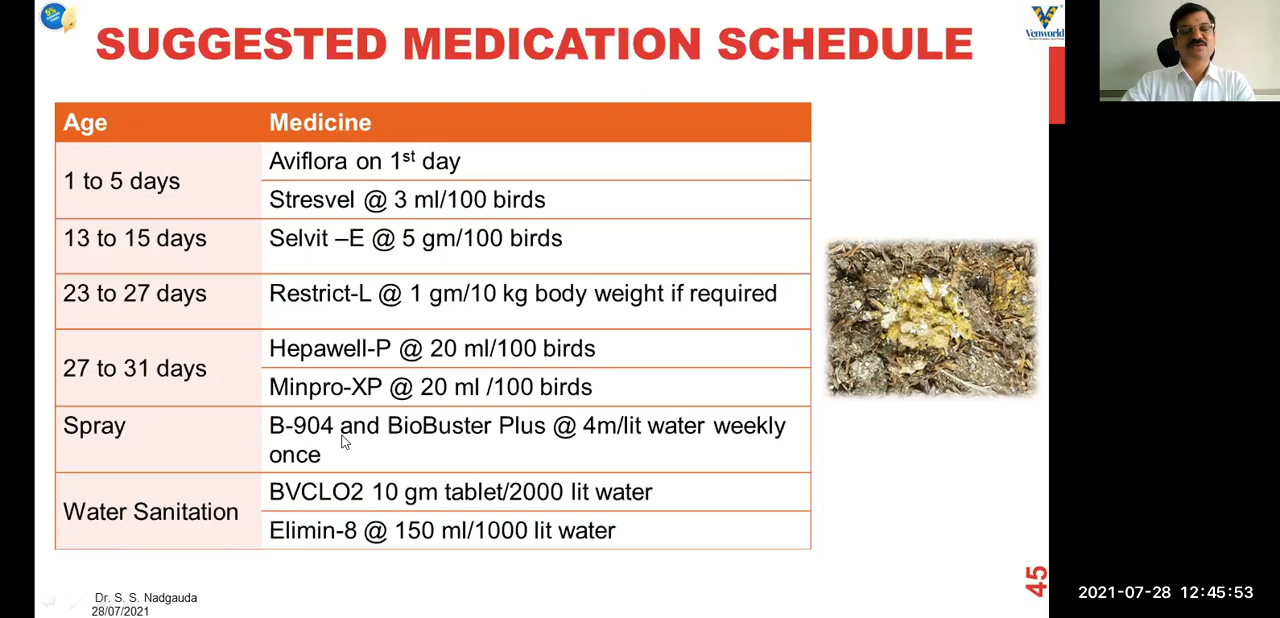 5%
Venworld
SUGGESTED MEDICATION SCHEDULE
Age Medicine
1 to 5 days
Aviflora on 1st day
Stresvel @ 3 ml/100 birds
13 to 15 days Selvit –E @ 5 gm/100 birds
23 to 27 days Restrict-L @ 1 gm/10 kg body weight if required
27 to 31 days
Hepawell-P @ 20 ml/100 birds
Minpro-XP @ 20 ml /100 birds
Spray B-904 and BioBuster Plus @ 4m/lit water weekly
once
Water Sanitation
BVCLO2 10 gm tablet/2000 lit water
Elimin-8 @ 150 ml/1000 lit water
Dr. S. S. Nadgauda
28/07/2021
45
2021-07-28 12:45:53